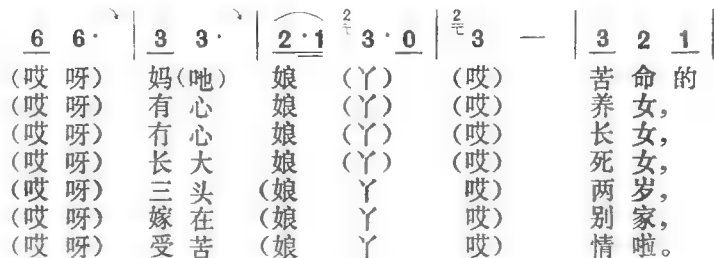 6 6· | 3 3· | 2·1 2 3·0 | 2 3 — | 3 2 1 |
(哎 呀) 妈(吔) 娘 (丫) (哎) 苦 命 的
(哎 呀) 有 心 娘 (丫) (哎) 养 女，
(哎 呀) 有 心 娘 (丫) (哎) 长 女，
(哎 呀) 长 大 娘 (丫) (哎) 死 女，
(哎 呀) 三 头 (娘 丫 哎) 两 岁，
(哎 呀) 嫁 在 (娘 丫 哎) 别 家，
(哎 呀) 受 苦 (娘 丫 哎) 情 啦。